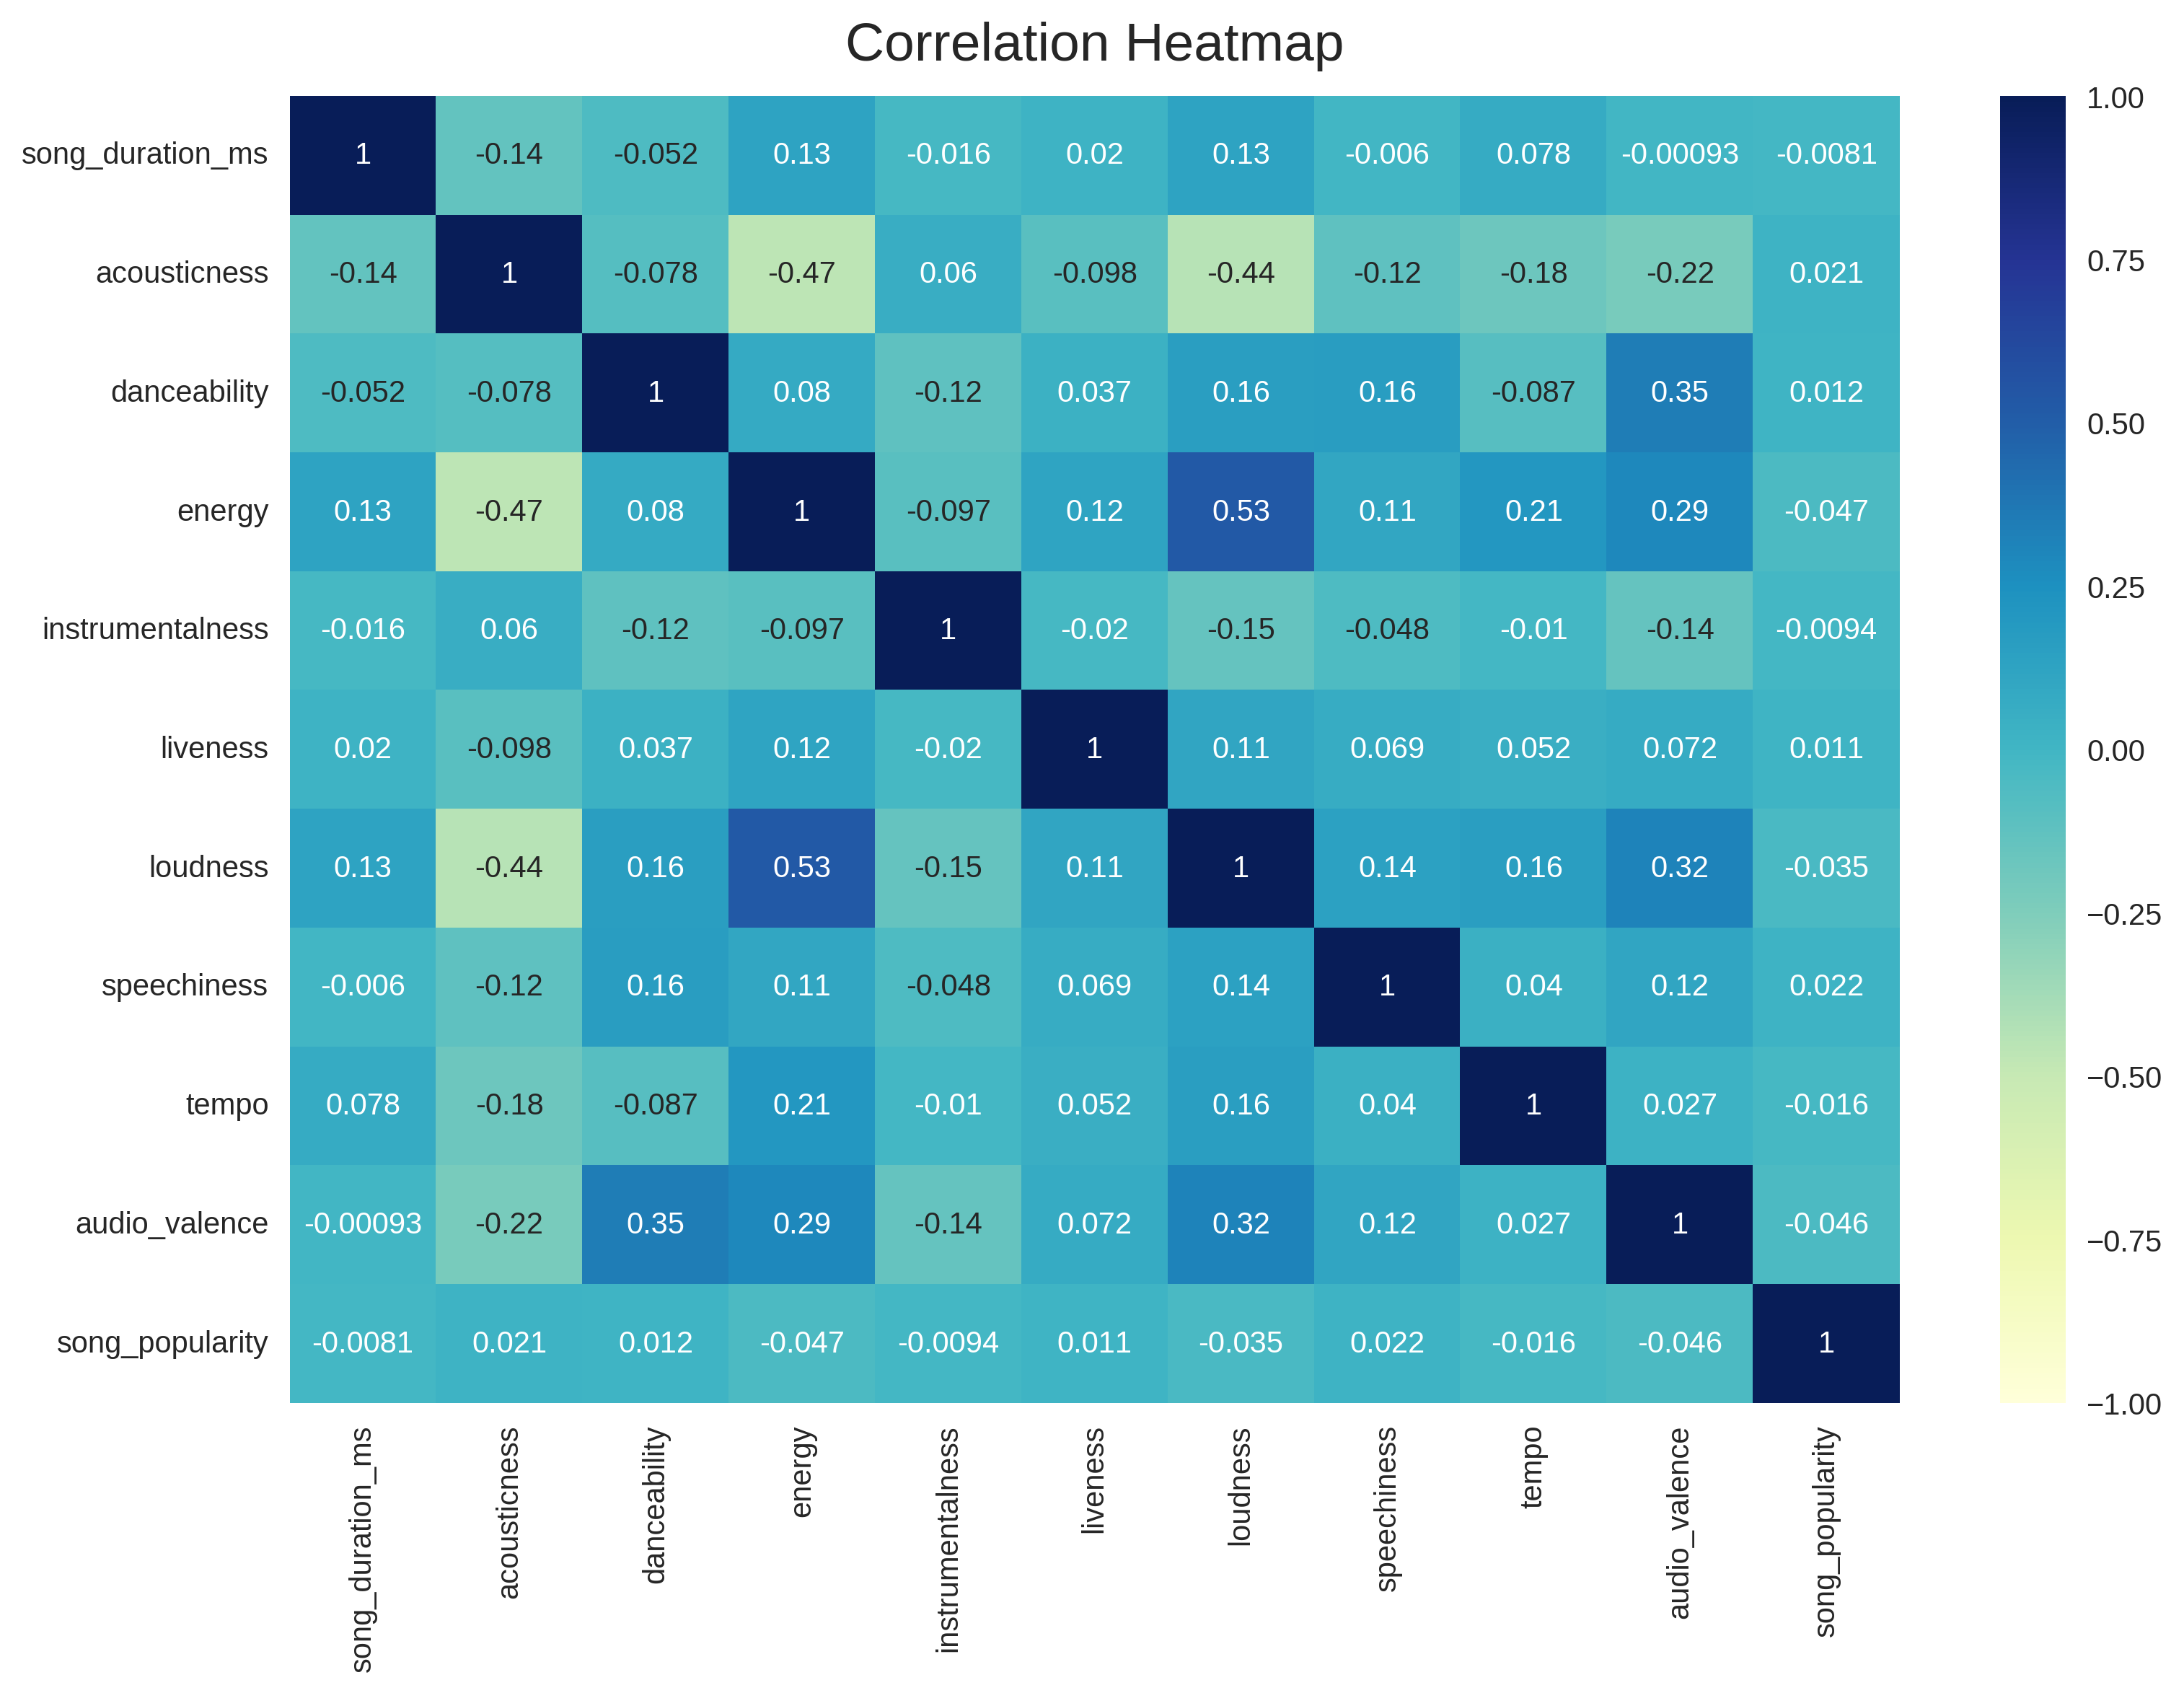 Correlation Heatmap
song_duration_ms 1 -0.14 -0.052 0.13 -0.016 0.02 0.13 -0.006 0.078 -0.00093 -0.0081
acousticness -0.14 1 -0.078 -0.47 0.06 -0.098 -0.44 -0.12 -0.18 -0.22 0.021
danceability -0.052 -0.078 1 0.08 -0.12 0.037 0.16 0.16 -0.087 0.35 0.012
energy 0.13 -0.47 0.08 1 -0.097 0.12 0.53 0.11 0.21 0.29 -0.047
instrumentalness -0.016 0.06 -0.12 -0.097 1 -0.02 -0.15 -0.048 -0.01 -0.14 -0.0094
liveness 0.02 -0.098 0.037 0.12 -0.02 1 0.11 0.069 0.052 0.072 0.011
loudness 0.13 -0.44 0.16 0.53 -0.15 0.11 1 0.14 0.16 0.32 -0.035
speechiness -0.006 -0.12 0.16 0.11 -0.048 0.069 0.14 1 0.04 0.12 0.022
tempo 0.078 -0.18 -0.087 0.21 -0.01 0.052 0.16 0.04 1 0.027 -0.016
audio_valence -0.00093 -0.22 0.35 0.29 -0.14 0.072 0.32 0.12 0.027 1 -0.046
song_popularity -0.0081 0.021 0.012 -0.047 -0.0094 0.011 -0.035 0.022 -0.016 -0.046 1
song_duration_ms
acousticness
danceability
energy
instrumentalness
liveness
loudness
speechiness
tempo
audio_valence
song_popularity
1.00
0.75
0.50
0.25
0.00
−0.25
−0.50
−0.75
−1.00